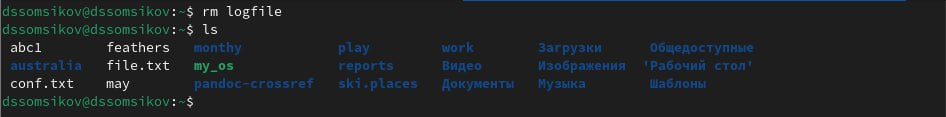 dssomsikov@dssomsikov:~$ rm logfile
dssomsikov@dssomsikov:~$ ls
abc1 feathers monthy play work Загрузки Общедоступные
australia file.txt my_os reports Видео Изображения 'Рабочий стол'
conf.txt may pandoc-crossref ski.places Документы Музыка Шаблоны
dssomsikov@dssomsikov:~$